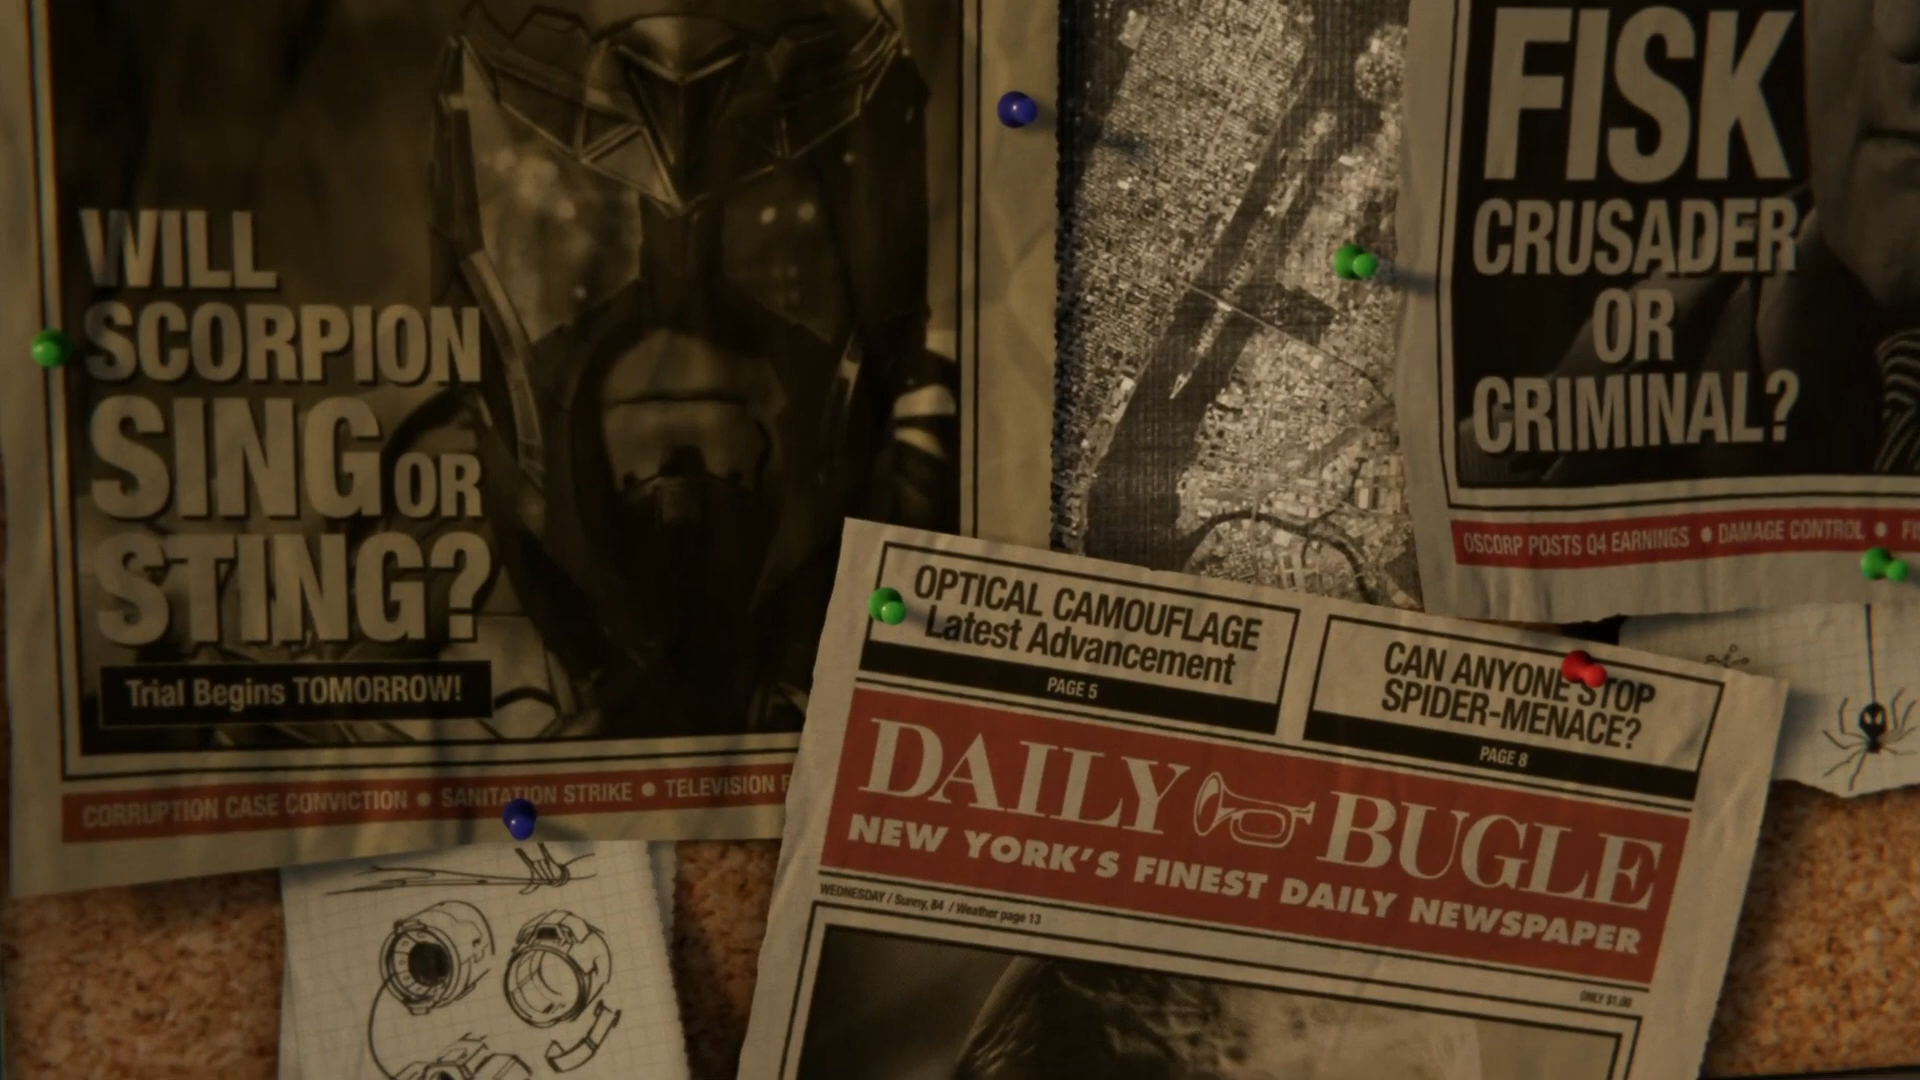 WILL
SCORPION
SING OR
STING?
Trial Begins TOMORROW!
CORRUPTION CASE CONVICTION • SANITATION STRIKE • TELEVISION
FISK
CRUSADER
OR
CRIMINAL?
OSCORP POSTS Q4 EARNINGS • DAMAGE CONTROL •
OPTICAL CAMOUFLAGE
Latest Advancement
PAGE 5
CAN ANYONE STOP
SPIDER-MENACE?
PAGE 8
DAILY BUGLE
NEW YORK'S FINEST DAILY NEWSPAPER
WEDNESDAY / Sunny, 84 / Weather page 13
ONLY $1.00